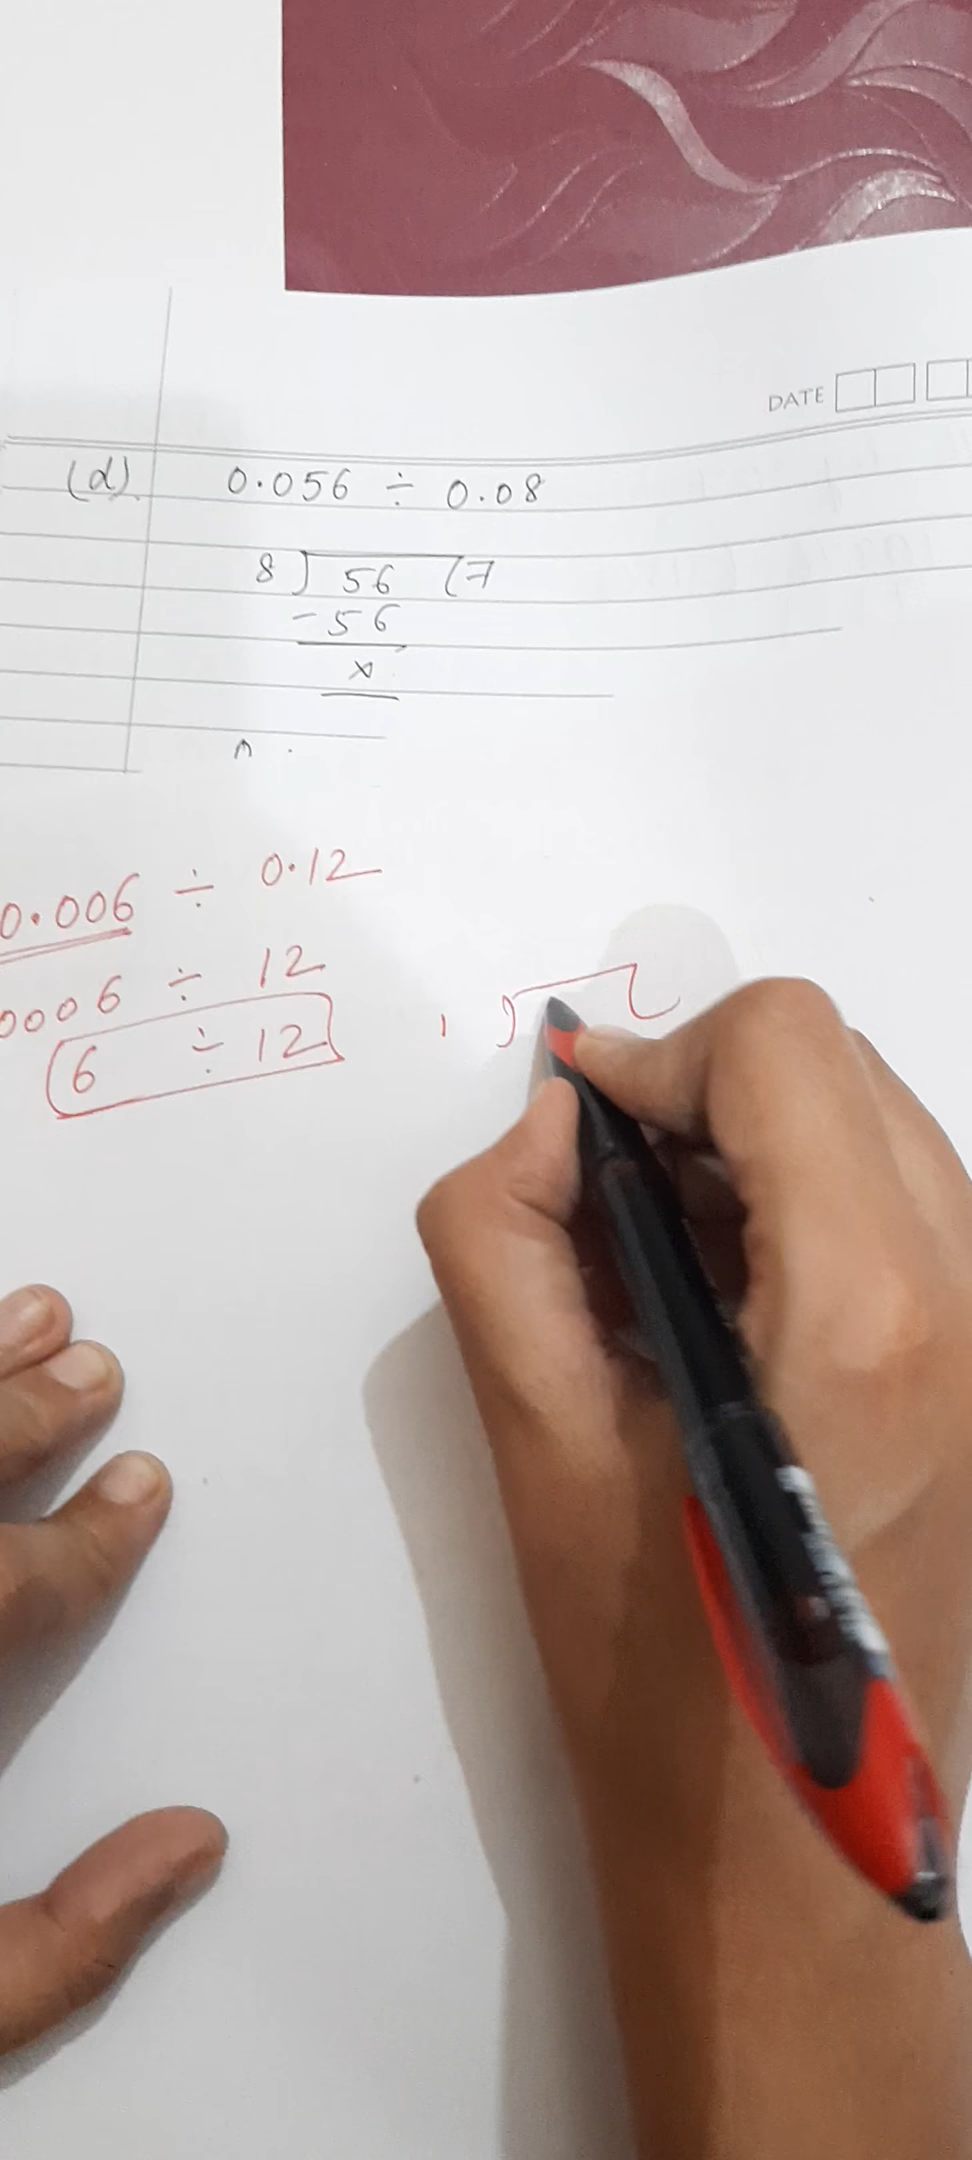 DATE
(d) 0.056 ÷ 0.08
8 ) 56 ( 7
- 56
x
0.006 ÷ 0.12
0006 ÷ 12
6 ÷ 12